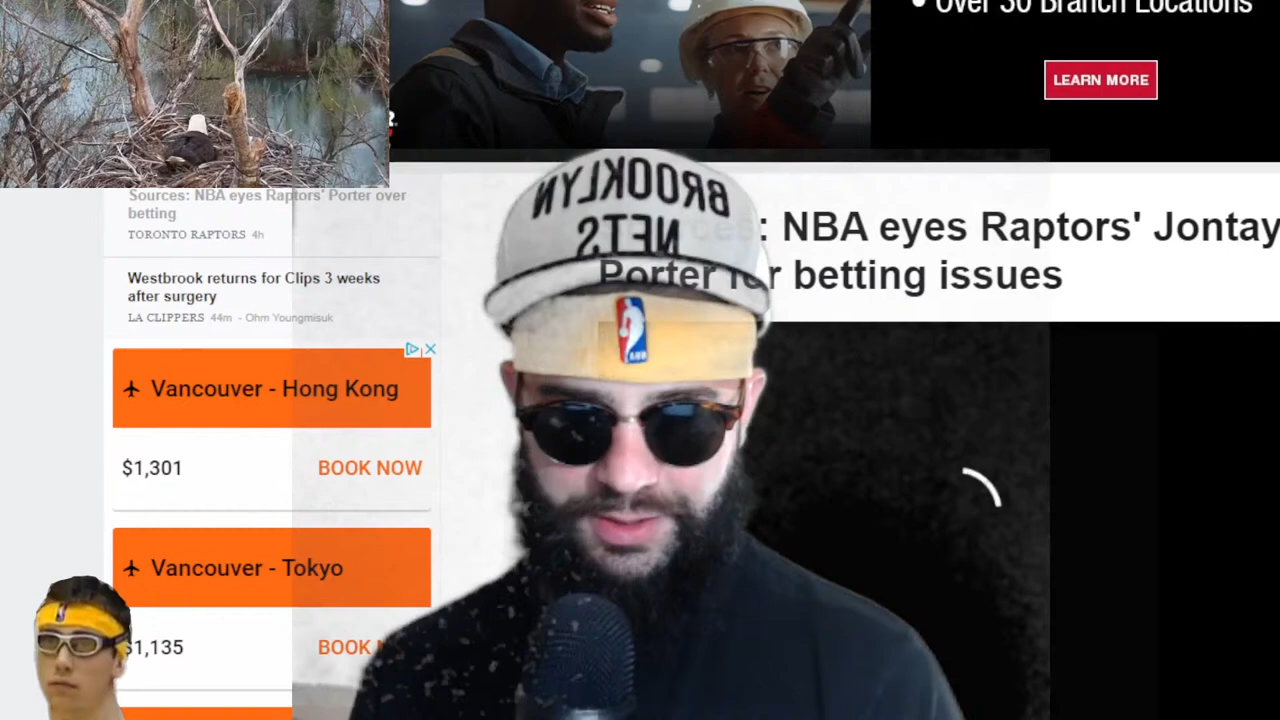 • Over 30 Branch Locations
LEARN MORE
Sources: NBA eyes Raptors' Porter over
betting
TORONTO RAPTORS 4h
Westbrook returns for Clips 3 weeks
after surgery
LA CLIPPERS 44m - Ohm Youngmisuk
Vancouver - Hong Kong
$1,301 BOOK NOW
Vancouver - Tokyo
$1,135 BOOK
BROOKLYN
NETS
: NBA eyes Raptors' Jontay
Porter for betting issues
NBA